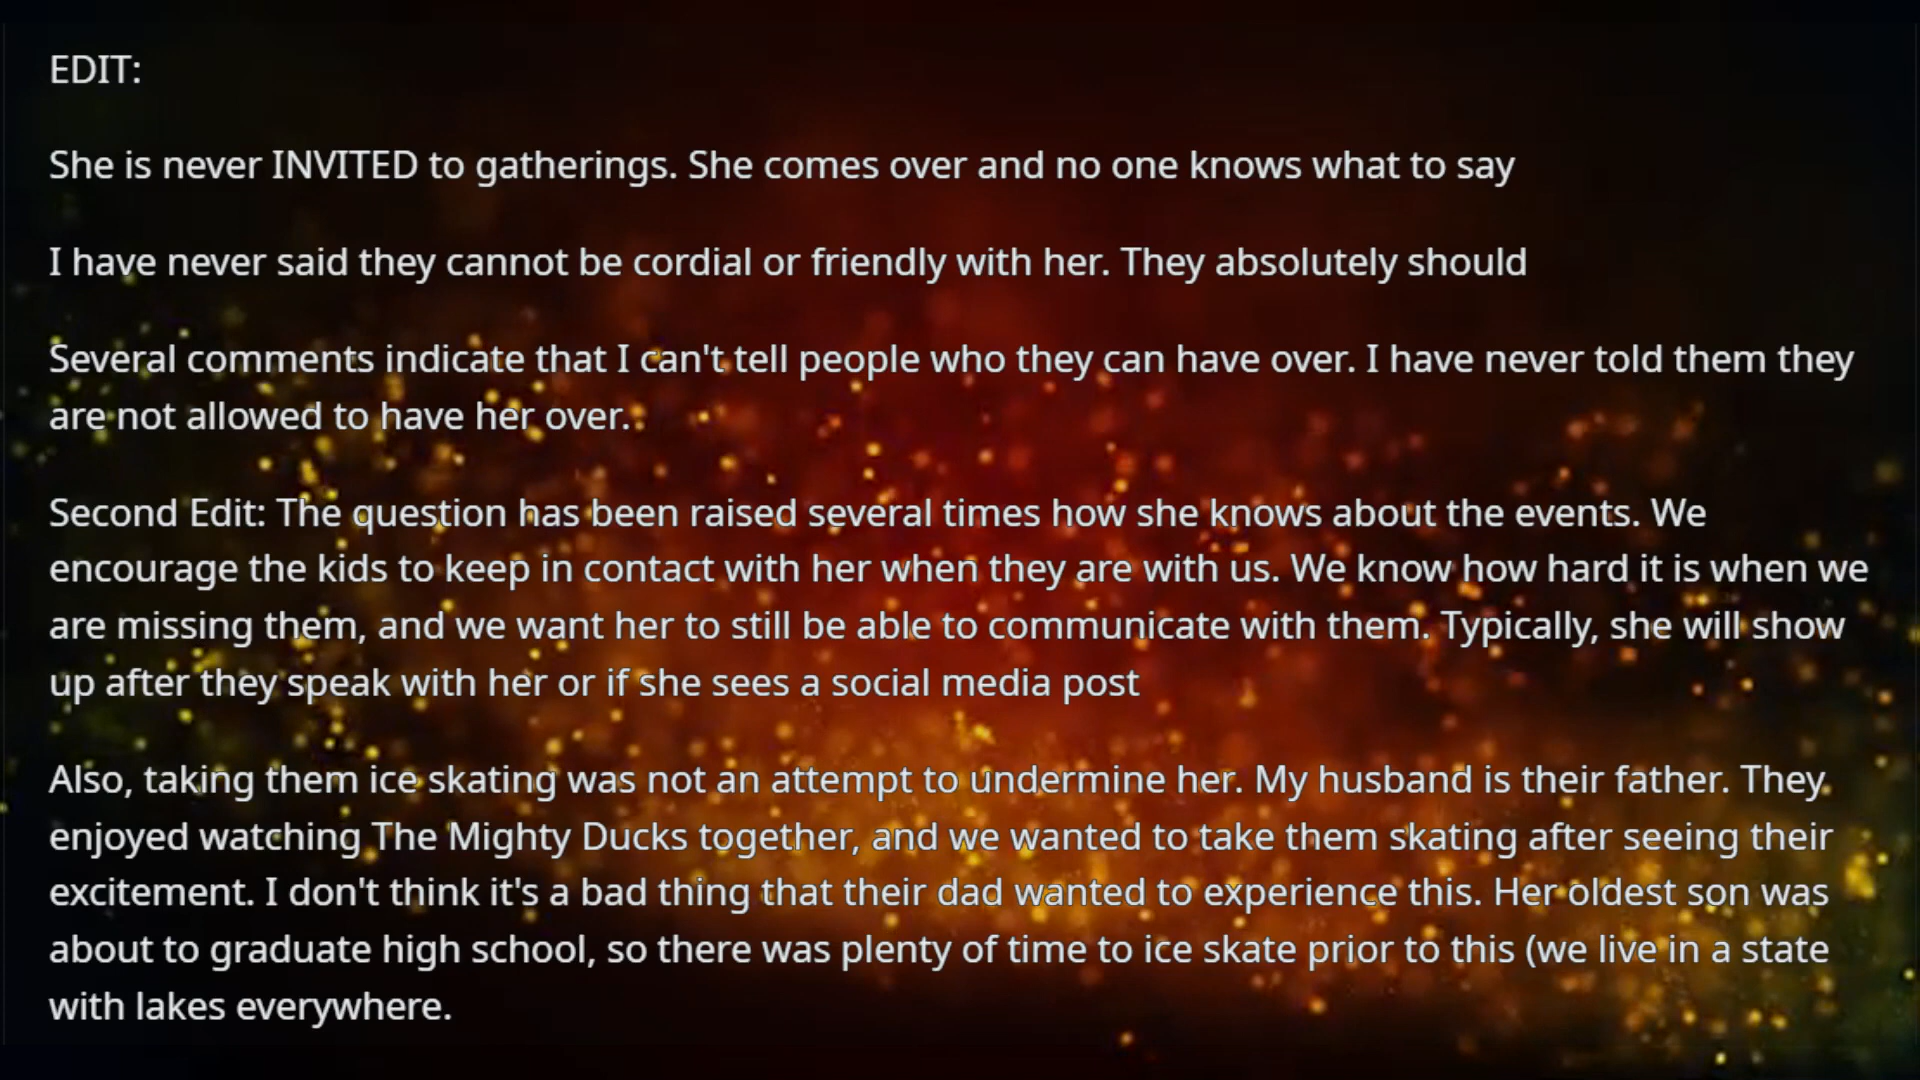 EDIT:
She is never INVITED to gatherings. She comes over and no one knows what to say
I have never said they cannot be cordial or friendly with her. They absolutely should
Several comments indicate that I can't tell people who they can have over. I have never told them they
are not allowed to have her over.
Second Edit: The question has been raised several times how she knows about the events. We
encourage the kids to keep in contact with her when they are with us. We know how hard it is when we
are missing them, and we want her to still be able to communicate with them. Typically, she will show
up after they speak with her or if she sees a social media post
Also, taking them ice skating was not an attempt to undermine her. My husband is their father. They
enjoyed watching The Mighty Ducks together, and we wanted to take them skating after seeing their
excitement. I don't think it's a bad thing that their dad wanted to experience this. Her oldest son was
about to graduate high school, so there was plenty of time to ice skate prior to this (we live in a state
with lakes everywhere.